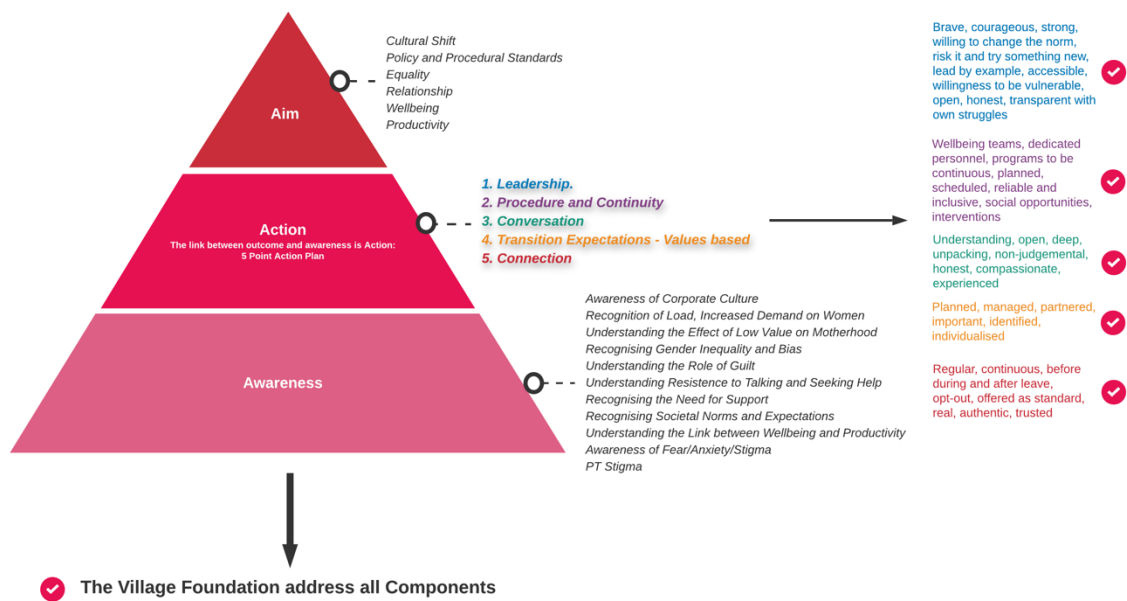 Cultural Shift
Policy and Procedural Standards
Equality
Relationship
Wellbeing
Productivity
Aim
1. Leadership.
2. Procedure and Continuity
3. Conversation
4. Transition Expectations - Values based
5. Connection
Action
The link between outcome and awareness is Action:
5 Point Action Plan
Awareness of Corporate Culture
Recognition of Load, Increased Demand on Women
Understanding the Effect of Low Value on Motherhood
Recognising Gender Inequality and Bias
Understanding the Role of Guilt
Understanding Resistence to Talking and Seeking Help
Recognising the Need for Support
Recognising Societal Norms and Expectations
Understanding the Link between Wellbeing and Productivity
Awareness of Fear/Anxiety/Stigma
PT Stigma
Awareness
Brave, courageous, strong,
willing to change the norm,
risk it and try something new,
lead by example, accessible,
willingness to be vulnerable,
open, honest, transparent with
own struggles
Wellbeing teams, dedicated
personnel, programs to be
continuous, planned,
scheduled, reliable and
inclusive, social opportunities,
interventions
Understanding, open, deep,
unpacking, non-judgemental,
honest, compassionate,
experienced
Planned, managed, partnered,
important, identified,
individualised
Regular, continuous, before
during and after leave,
opt-out, offered as standard,
real, authentic, trusted
The Village Foundation address all Components